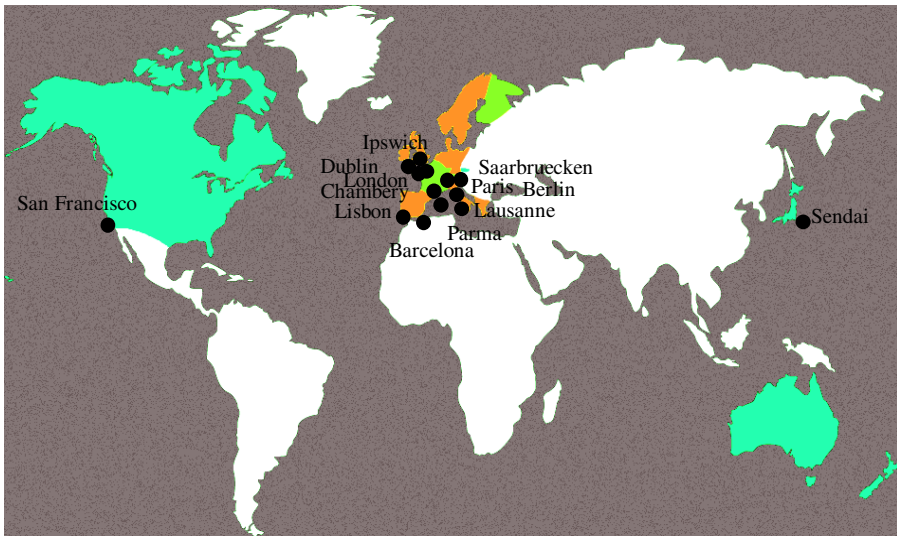 Ipswich
Dublin
London
Saarbruecken
Chambery
Paris
Berlin
San Francisco
Lisbon
Lausanne
Sendai
Parma
Barcelona